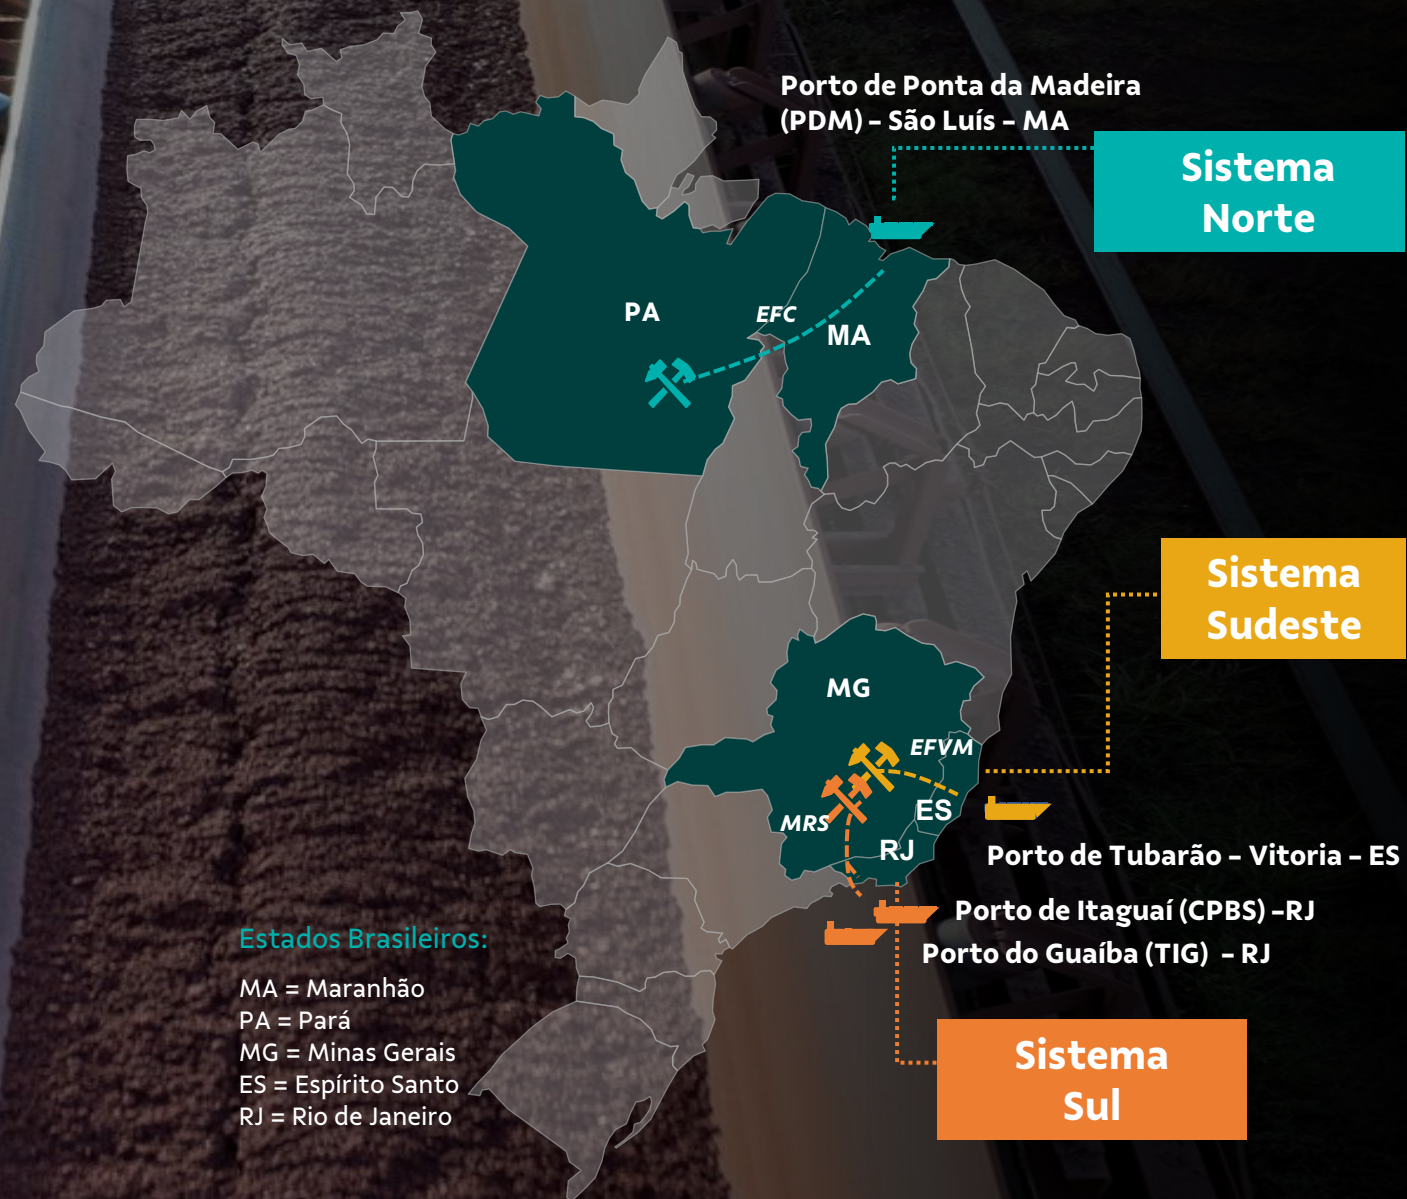 Porto de Ponta da Madeira
(PDM) – São Luís – MA
Sistema
Norte
PA
EFC
MA
Sistema
Sudeste
MG
EFVM
MRS
ES
RJ
Porto de Tubarão – Vitoria – ES
Porto de Itaguaí (CPBS) –RJ
Porto do Guaíba (TIG) – RJ
Sistema
Sul
Estados Brasileiros:
MA = Maranhão
PA = Pará
MG = Minas Gerais
ES = Espírito Santo
RJ = Rio de Janeiro